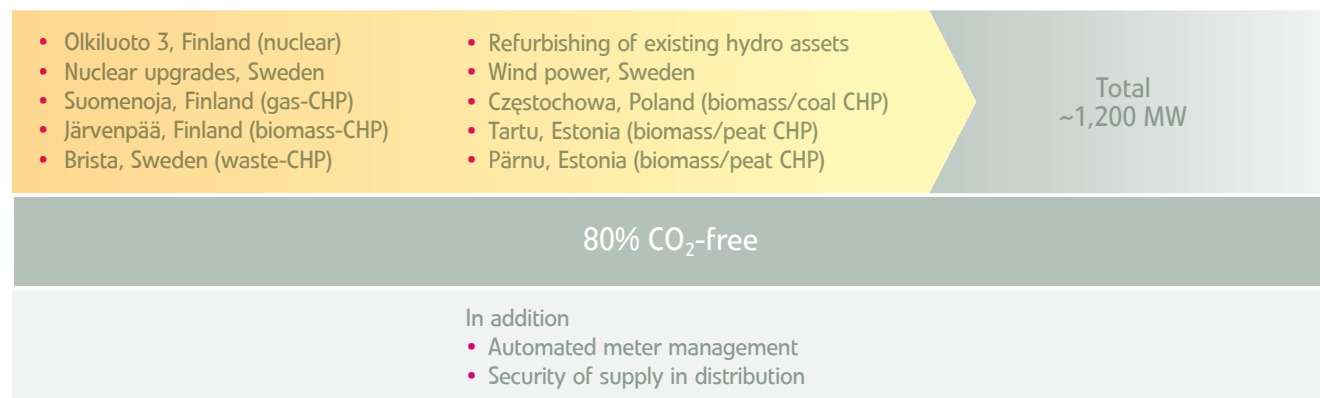 • Olkiluoto 3, Finland (nuclear)
• Nuclear upgrades, Sweden
• Suomenoja, Finland (gas-CHP)
• Järvenpää, Finland (biomass-CHP)
• Brista, Sweden (waste-CHP)
• Refurbishing of existing hydro assets
• Wind power, Sweden
• Częstochowa, Poland (biomass/coal CHP)
• Tartu, Estonia (biomass/peat CHP)
• Pärnu, Estonia (biomass/peat CHP)
Total
~1,200 MW
80% CO₂-free
In addition
• Automated meter management
• Security of supply in distribution